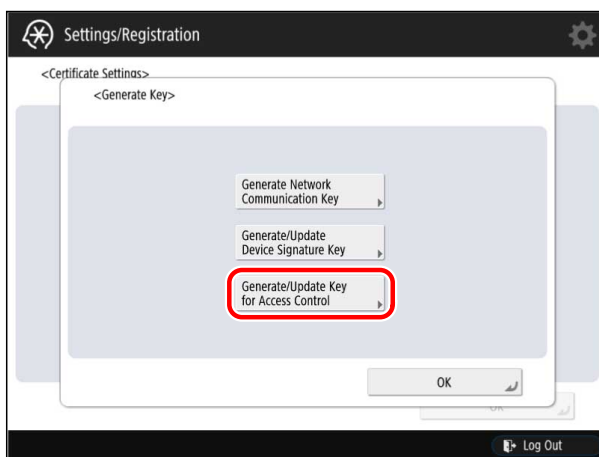 Settings/Registration
<Certificate Settings>
<Generate Key>
Generate Network
Communication Key
Generate/Update
Device Signature Key
Generate/Update Key
for Access Control
OK
OK
Log Out